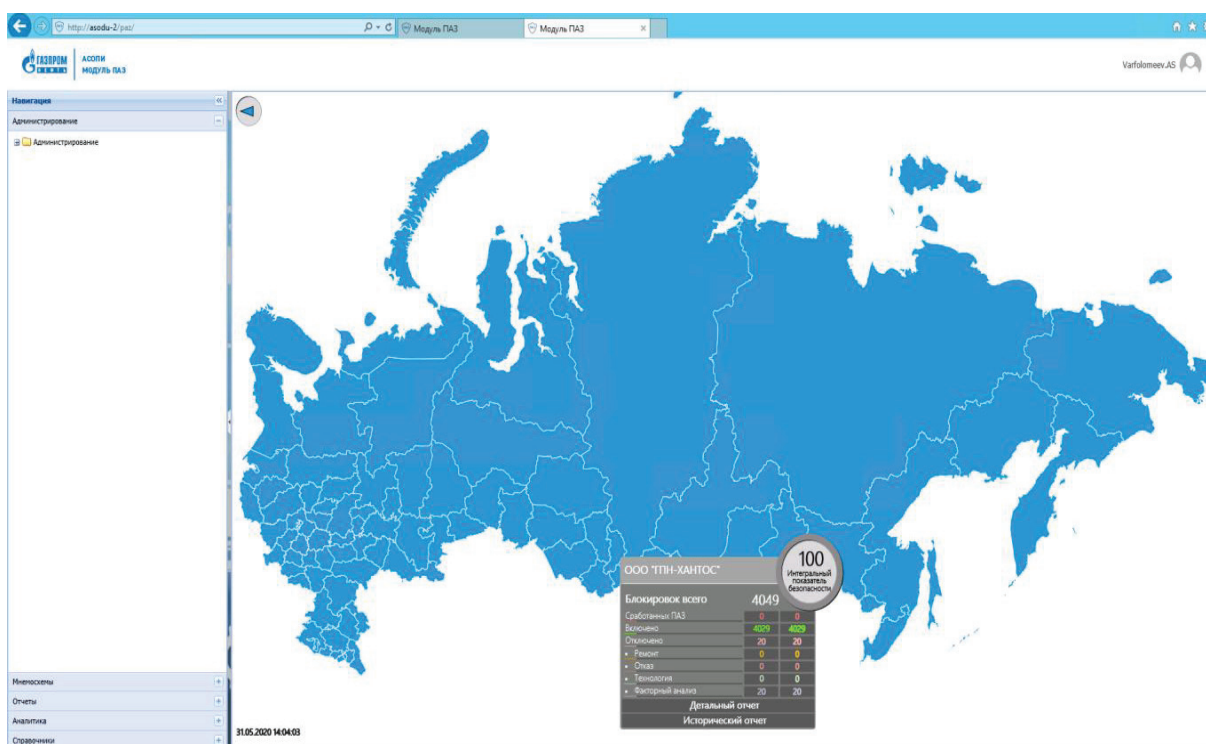 http://asodu-2/paz/
Модуль ПАЗ
Модуль ПАЗ
ГАЗПРОМ
НЕФТЬ
АСОПИ
МОДУЛЬ ПАЗ
Varfolomeev.AS
Навигация
Администрирование
Администрирование
100
Интегральный
показатель
безопасности
ООО "ГПН-ХАНТОС"
Блокировок всего 4049
Сработанных ПАЗ 0 0
Включено 4029 4029
Отключено 20 20
Ремонт 0 0
Отказ 0 0
Технология 0 0
Факторный анализ 20 20
Детальный отчет
Исторический отчет
Мнемосхемы
Отчеты
Аналитика
Справочники
31.05.2020 14:04:03